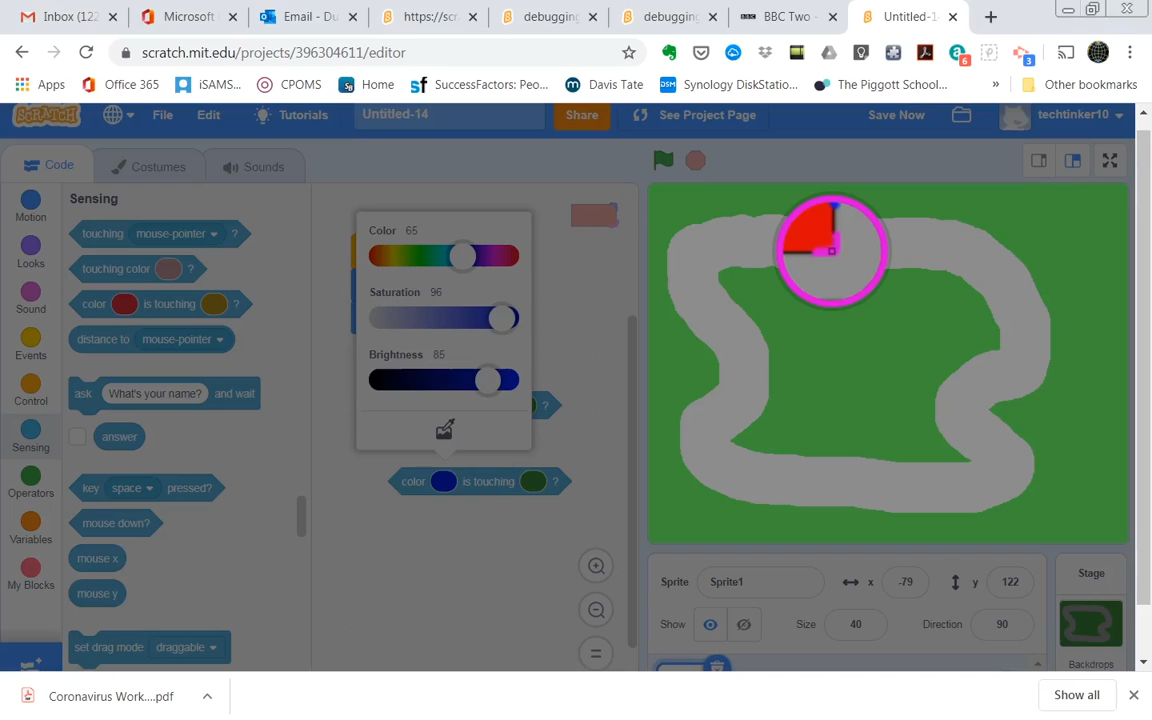 Inbox (122
Microsoft
Email - Du
https://scr
debugging
debugging
BBC Two -
Untitled-1
scratch.mit.edu/projects/396304611/editor
6
3
Apps
Office 365
iSAMS...
CPOMS
Home
SuccessFactors: Peo...
Davis Tate
Synology DiskStatio...
The Piggott School...
»
Other bookmarks
SCRATCH
File
Edit
Tutorials
Untitled-14
Share
See Project Page
Save Now
techtinker10
Code
Costumes
Sounds
Motion
Looks
Sound
Events
Control
Sensing
Operators
Variables
My Blocks
Sensing
touching mouse-pointer ?
touching color ?
color is touching ?
distance to mouse-pointer
ask What's your name? and wait
answer
key space pressed?
mouse down?
mouse x
mouse y
set drag mode draggable
Color 65
Saturation 96
Brightness 85
?
color is touching ?
Sprite Sprite1 x -79 y 122
Show Size 40 Direction 90
Stage
Backdrops
Coronavirus Work....pdf
Show all